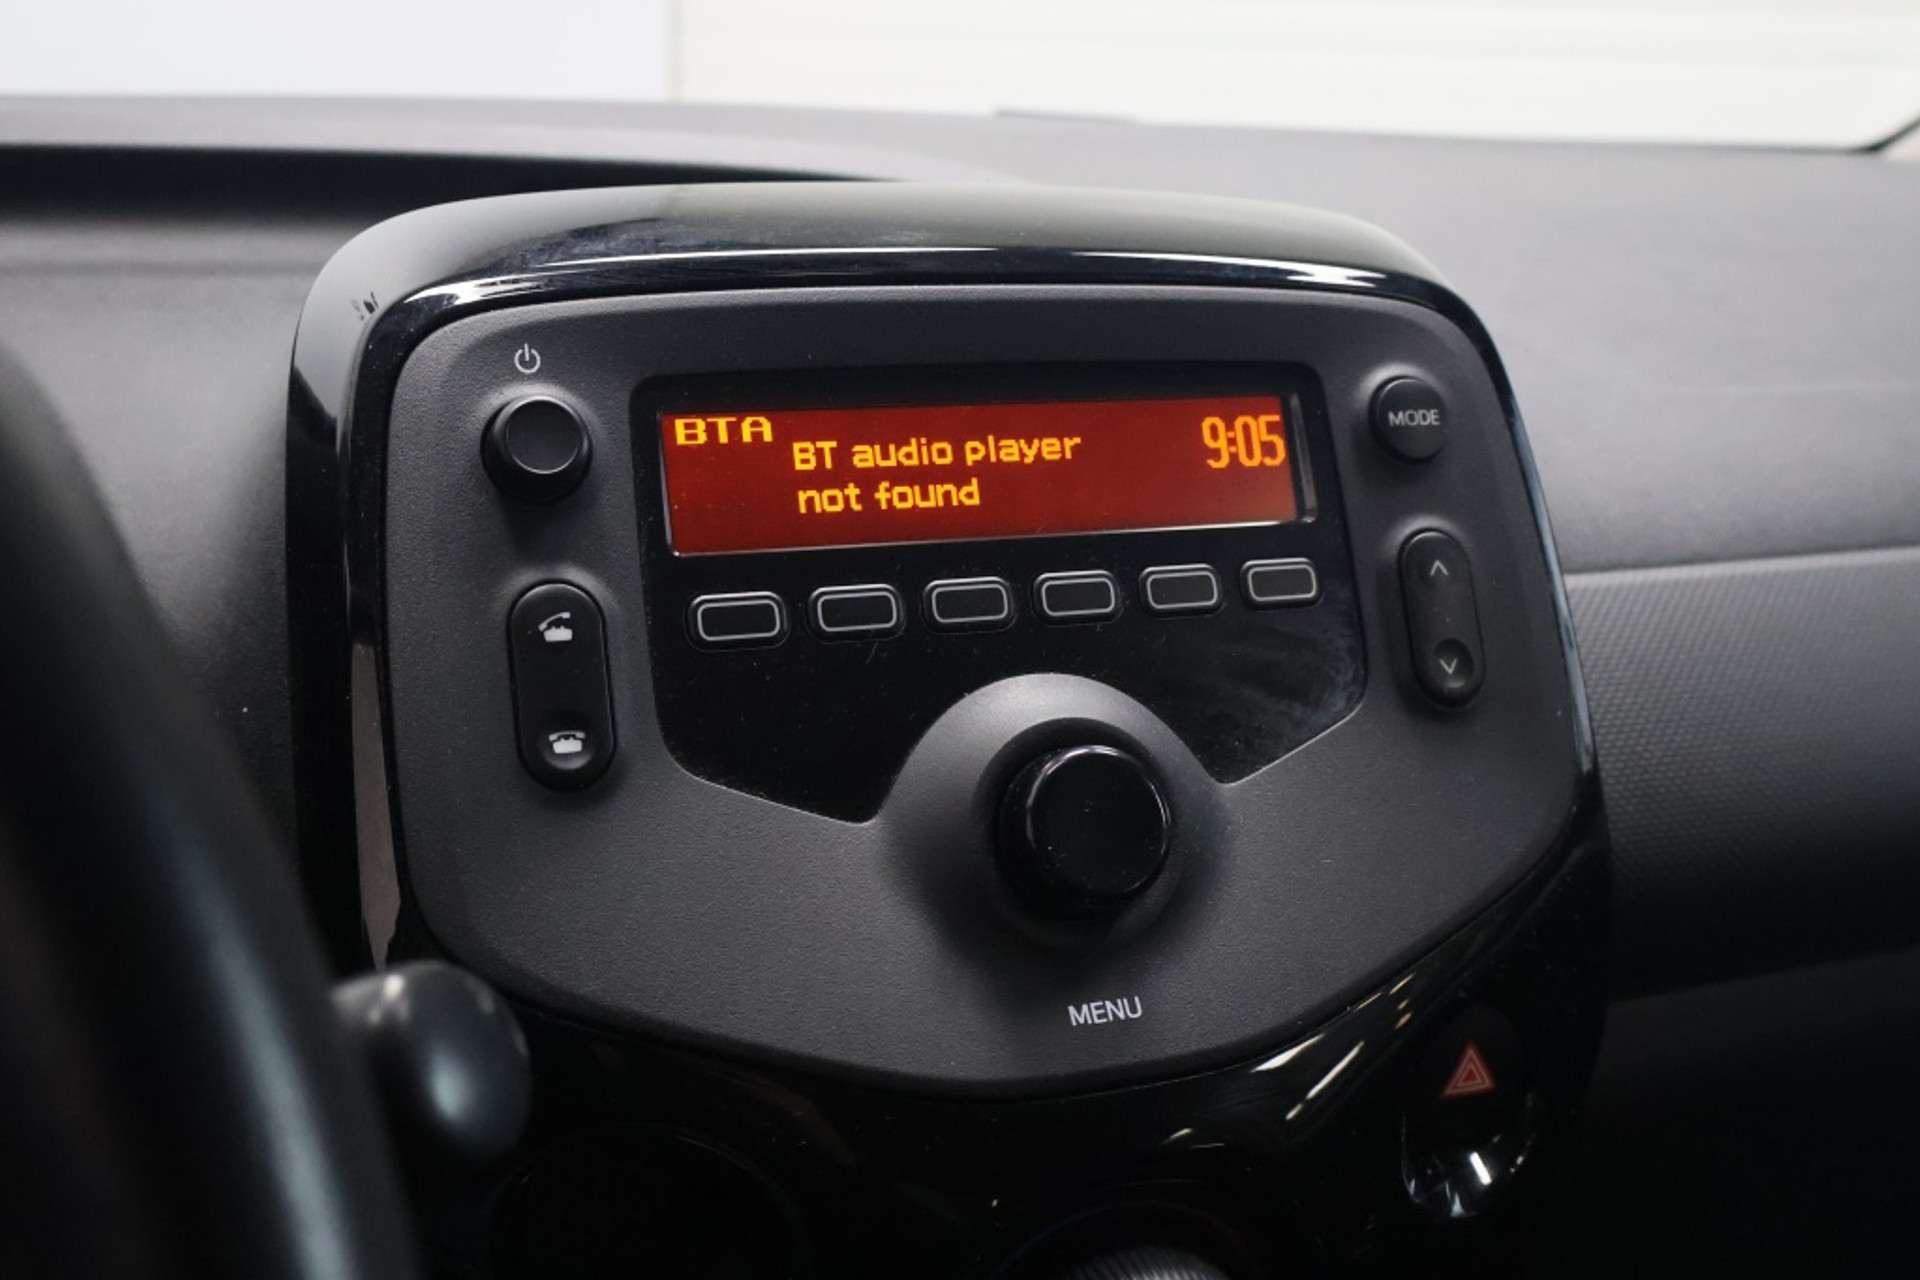 BTA
BT audio player
not found
9:05
MODE
MENU